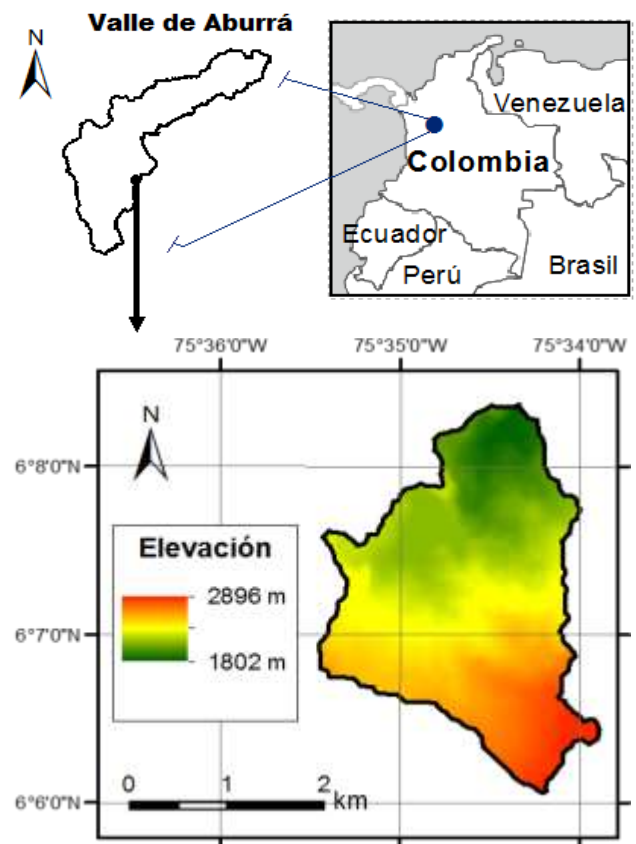 Valle de Aburrá
N
Venezuela
Colombia
Ecuador
Perú
Brasil
75°36'0"W
75°35'0"W
75°34'0"W
N
6°8'0"N
Elevación
2896 m
1802 m
6°7'0"N
0
1
2
km
6°6'0"N